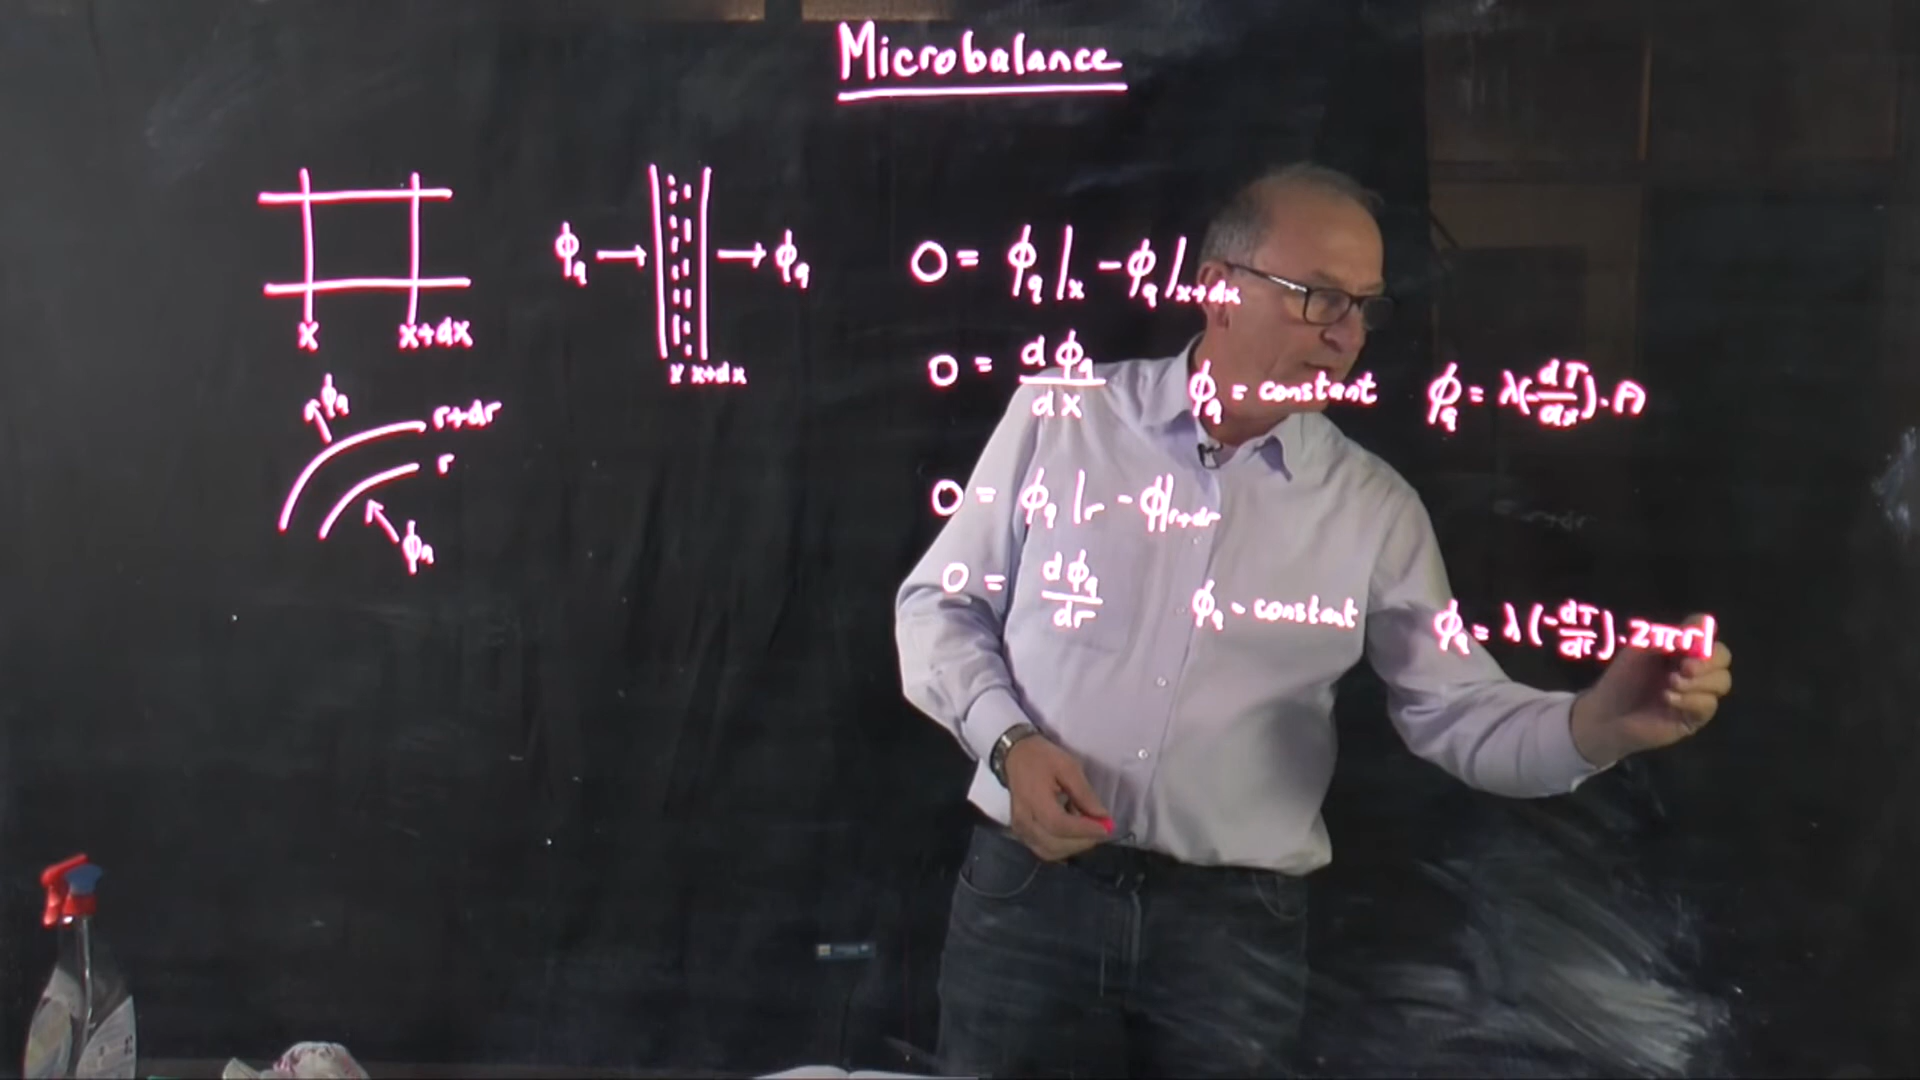 Microbalance
x x+dx
ϕq → → ϕq
x x+dx
0 = ϕq|x - ϕq|x+dx
0 = dϕq/dx ϕq = constant ϕq = λ(-dT/dx).A
ϕq r+dr
r
ϕq
0 = ϕq|r - ϕ|r+dr
0 = dϕq/dr ϕq - constant ϕq = λ(-dT/dr).2πrl